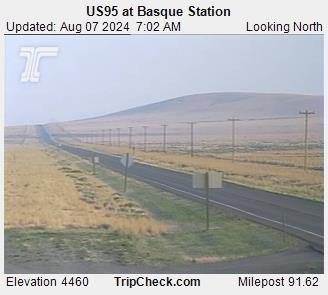 US95 at Basque Station
Updated: Aug 07 2024 7:02 AM Looking North
Elevation 4460 TripCheck.com Milepost 91.62